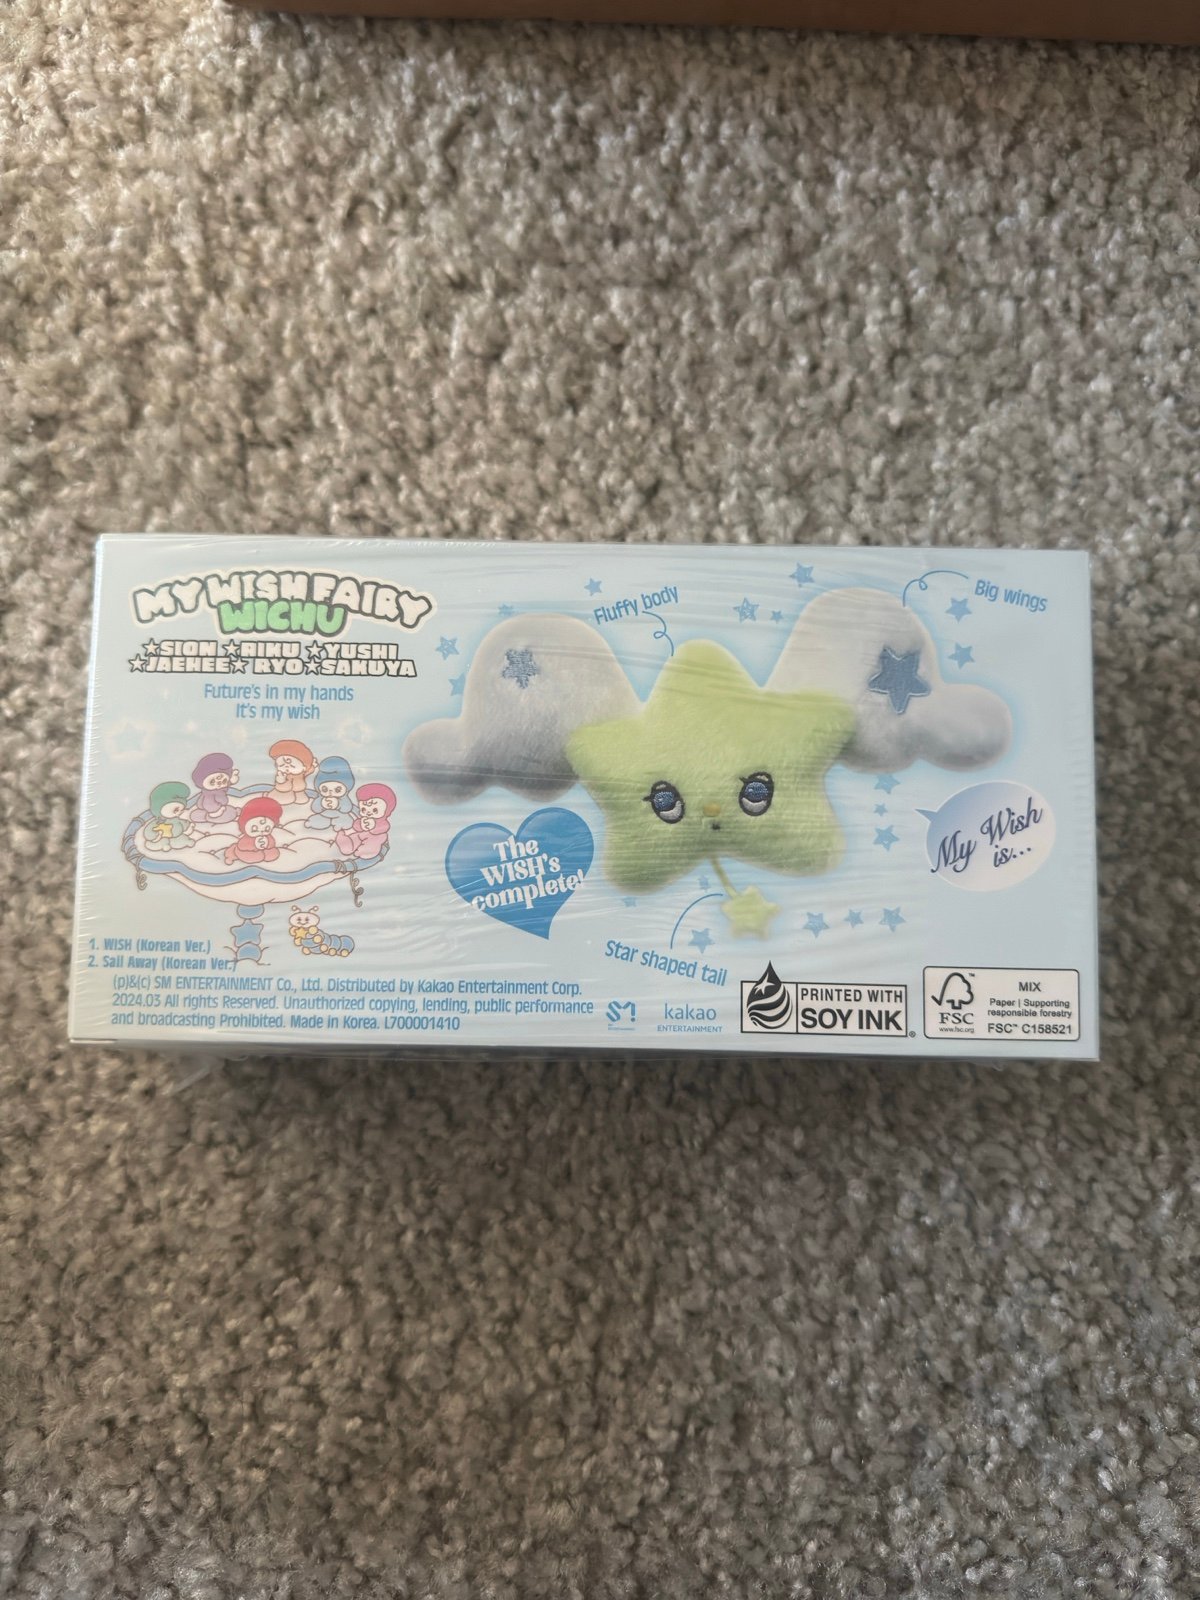 MY WISH FAIRY
WICHU
★SION ★RIKU ★YUSHI
★JAEHEE★ RYO★SAKUYA
Future's in my hands
It's my wish
Fluffy body
Big wings
The
WISH's
complete!
My Wish
is...
Star shaped tail
1. WISH (Korean Ver.)
2. Sail Away (Korean Ver.)
(p)&(c) SM ENTERTAINMENT Co., Ltd. Distributed by Kakao Entertainment Corp.
2024.03 All rights Reserved. Unauthorized copying, lending, public performance
and broadcasting Prohibited. Made in Korea. L700001410
kakao
ENTERTAINMENT
PRINTED WITH
SOY INK®
FSC™
www.fsc.org
MIX
Paper | Supporting
responsible forestry
FSC™ C158521